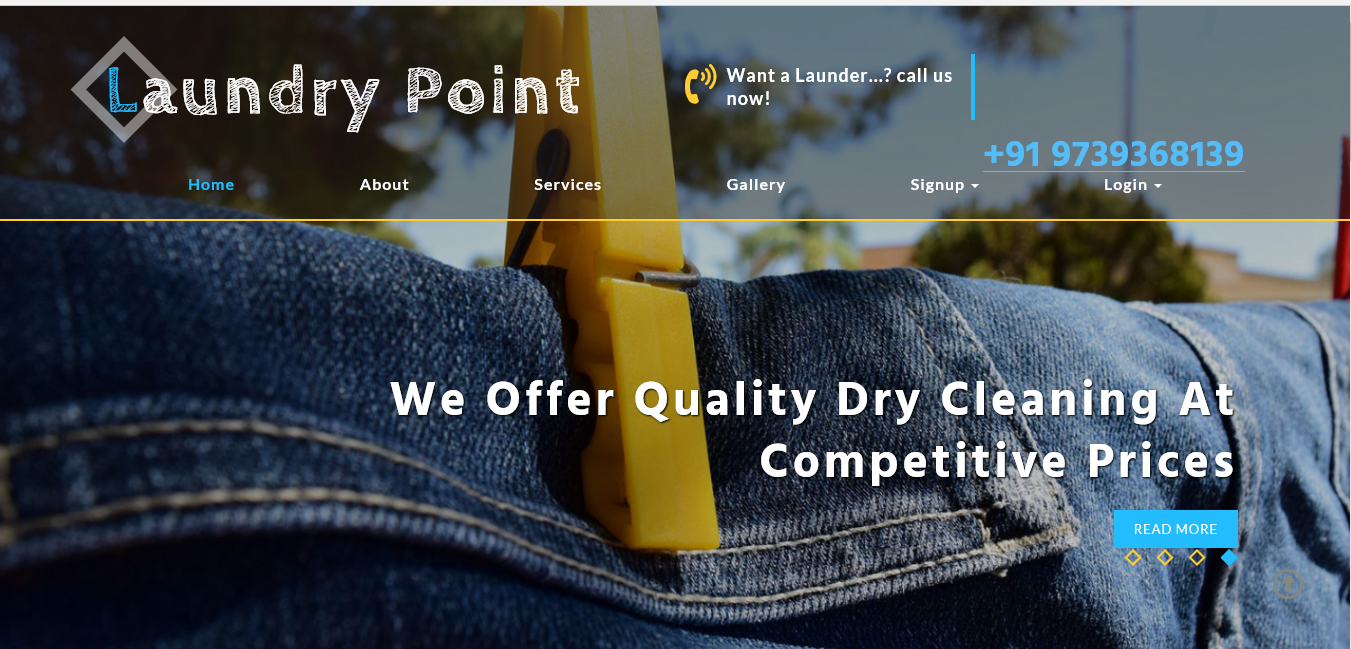 Laundry Point
Want a Launder...? call us
now!
+91 9739368139
Home
About
Services
Gallery
Signup
Login
We Offer Quality Dry Cleaning At
Competitive Prices
READ MORE